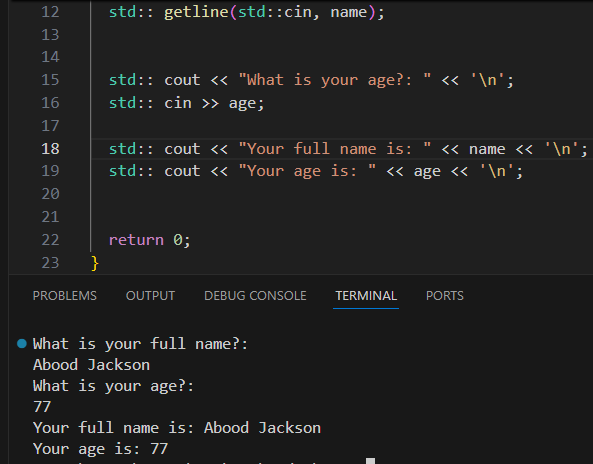 12 std:: getline(std::cin, name);
13
14
15 std:: cout << "What is your age?: " << '\n';
16 std:: cin >> age;
17
18 std:: cout << "Your full name is: " << name << '\n';
19 std:: cout << "Your age is: " << age << '\n';
20
21
22 return 0;
23 }
PROBLEMS OUTPUT DEBUG CONSOLE TERMINAL PORTS
What is your full name?:
Abood Jackson
What is your age?:
77
Your full name is: Abood Jackson
Your age is: 77